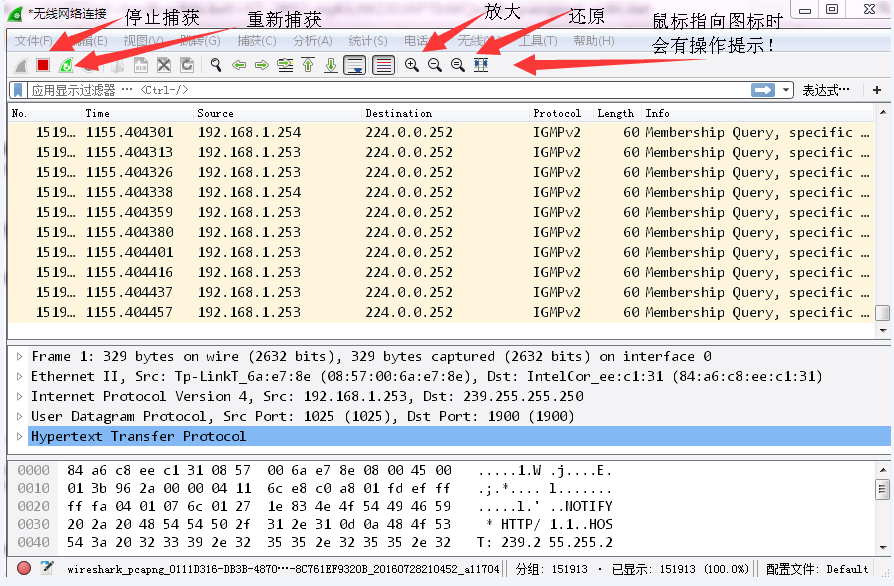 *无线网络连接
停止捕获
重新捕获
放大
还原
鼠标指向图标时
会有操作提示！
文件(F) 编辑(E) 视图(V) 跳转(G) 捕获(C) 分析(A) 统计(S) 电话 无线(W) 工具(T) 帮助(H)
应用显示过滤器 … <Ctrl-/> 表达式… +
No. Time Source Destination Protocol Length Info
1519… 1155.404301 192.168.1.254 224.0.0.252 IGMPv2 60 Membership Query, specific …
1519… 1155.404313 192.168.1.253 224.0.0.252 IGMPv2 60 Membership Query, specific …
1519… 1155.404326 192.168.1.253 224.0.0.252 IGMPv2 60 Membership Query, specific …
1519… 1155.404338 192.168.1.254 224.0.0.252 IGMPv2 60 Membership Query, specific …
1519… 1155.404359 192.168.1.253 224.0.0.252 IGMPv2 60 Membership Query, specific …
1519… 1155.404380 192.168.1.253 224.0.0.252 IGMPv2 60 Membership Query, specific …
1519… 1155.404401 192.168.1.253 224.0.0.252 IGMPv2 60 Membership Query, specific …
1519… 1155.404416 192.168.1.253 224.0.0.252 IGMPv2 60 Membership Query, specific …
1519… 1155.404437 192.168.1.253 224.0.0.252 IGMPv2 60 Membership Query, specific …
1519… 1155.404457 192.168.1.253 224.0.0.252 IGMPv2 60 Membership Query, specific …
Frame 1: 329 bytes on wire (2632 bits), 329 bytes captured (2632 bits) on interface 0
Ethernet II, Src: Tp-LinkT_6a:e7:8e (08:57:00:6a:e7:8e), Dst: IntelCor_ee:c1:31 (84:a6:c8:ee:c1:31)
Internet Protocol Version 4, Src: 192.168.1.253, Dst: 239.255.255.250
User Datagram Protocol, Src Port: 1025 (1025), Dst Port: 1900 (1900)
Hypertext Transfer Protocol
0000 84 a6 c8 ee c1 31 08 57 00 6a e7 8e 08 00 45 00 .....1.W .j....E.
0010 01 3b 96 2a 00 00 04 11 6c e8 c0 a8 01 fd ef ff .;.*.... l.......
0020 ff fa 04 01 07 6c 01 27 1e 83 4e 4f 54 49 46 59 .....l.' ..NOTIFY
0030 20 2a 20 48 54 54 50 2f 31 2e 31 0d 0a 48 4f 53 * HTTP/ 1.1..HOS
0040 54 3a 20 32 33 39 2e 32 35 35 2e 32 35 35 2e 32 T: 239.2 55.255.2
wireshark_pcapng_0111D316-DB3B-4870…-8C761EF9320B_20160728210452_a11704 分组: 151913 · 已显示: 151913 (100.0%) 配置文件: Default